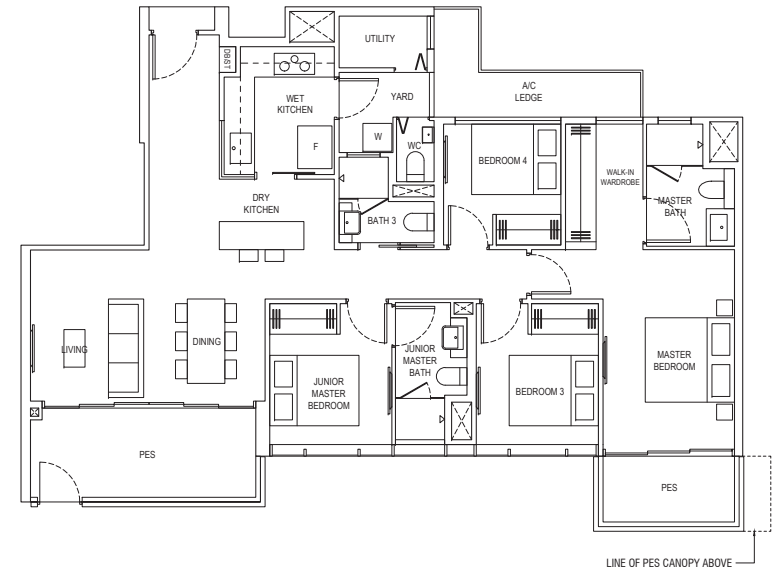 UTILITY
DB/ST
WET
KITCHEN
YARD
A/C
LEDGE
F
W
WC
BEDROOM 4
WALK-IN
WARDROBE
MASTER
BATH
DRY
KITCHEN
BATH 3
LIVING
DINING
JUNIOR
MASTER
BEDROOM
JUNIOR
MASTER
BATH
BEDROOM 3
MASTER
BEDROOM
PES
PES
LINE OF PES CANOPY ABOVE